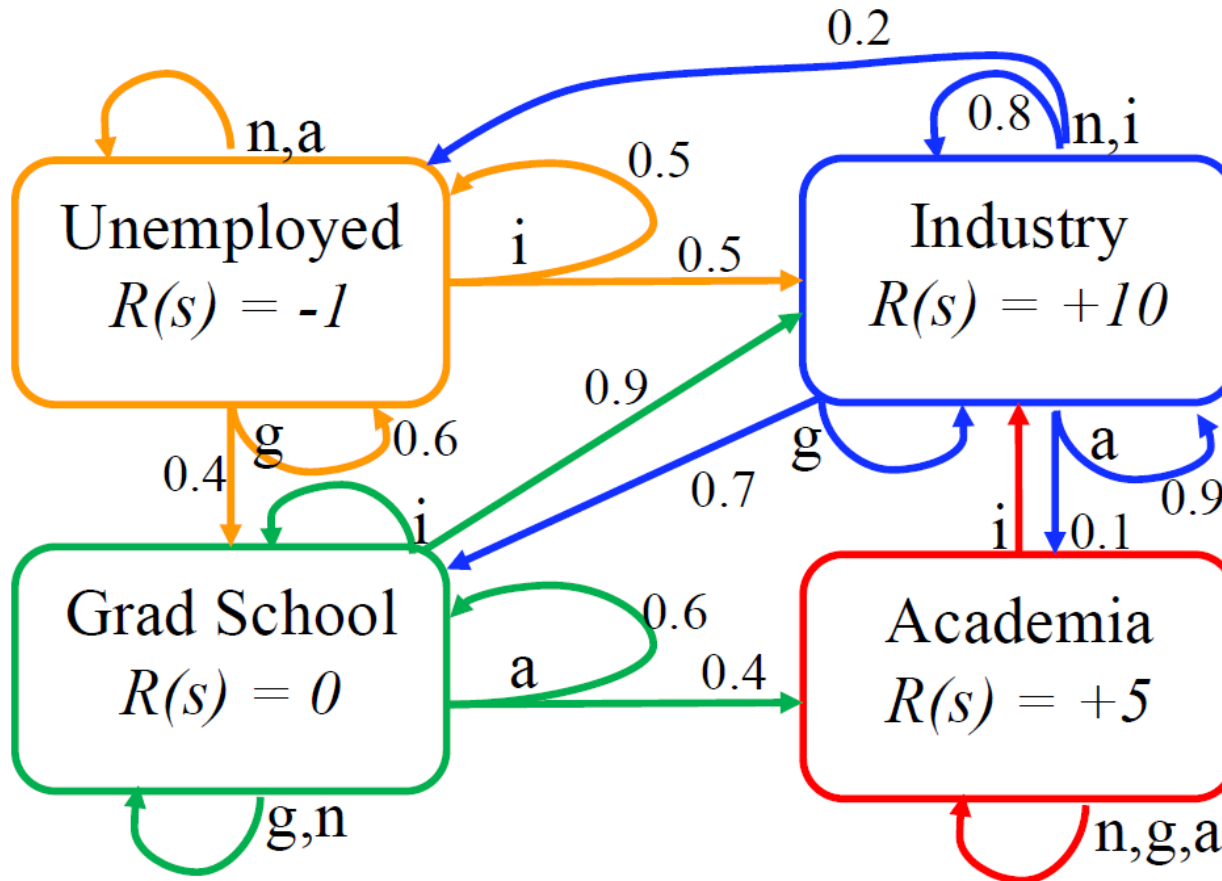 0.2
n,a
0.8
n,i
0.5
Unemployed
R(s) = -1
i
0.5
Industry
R(s) = +10
0.9
g
0.6
0.4
g
0.7
a
0.9
i
i
0.1
Grad School
R(s) = 0
0.6
a
0.4
Academia
R(s) = +5
g,n
n,g,a